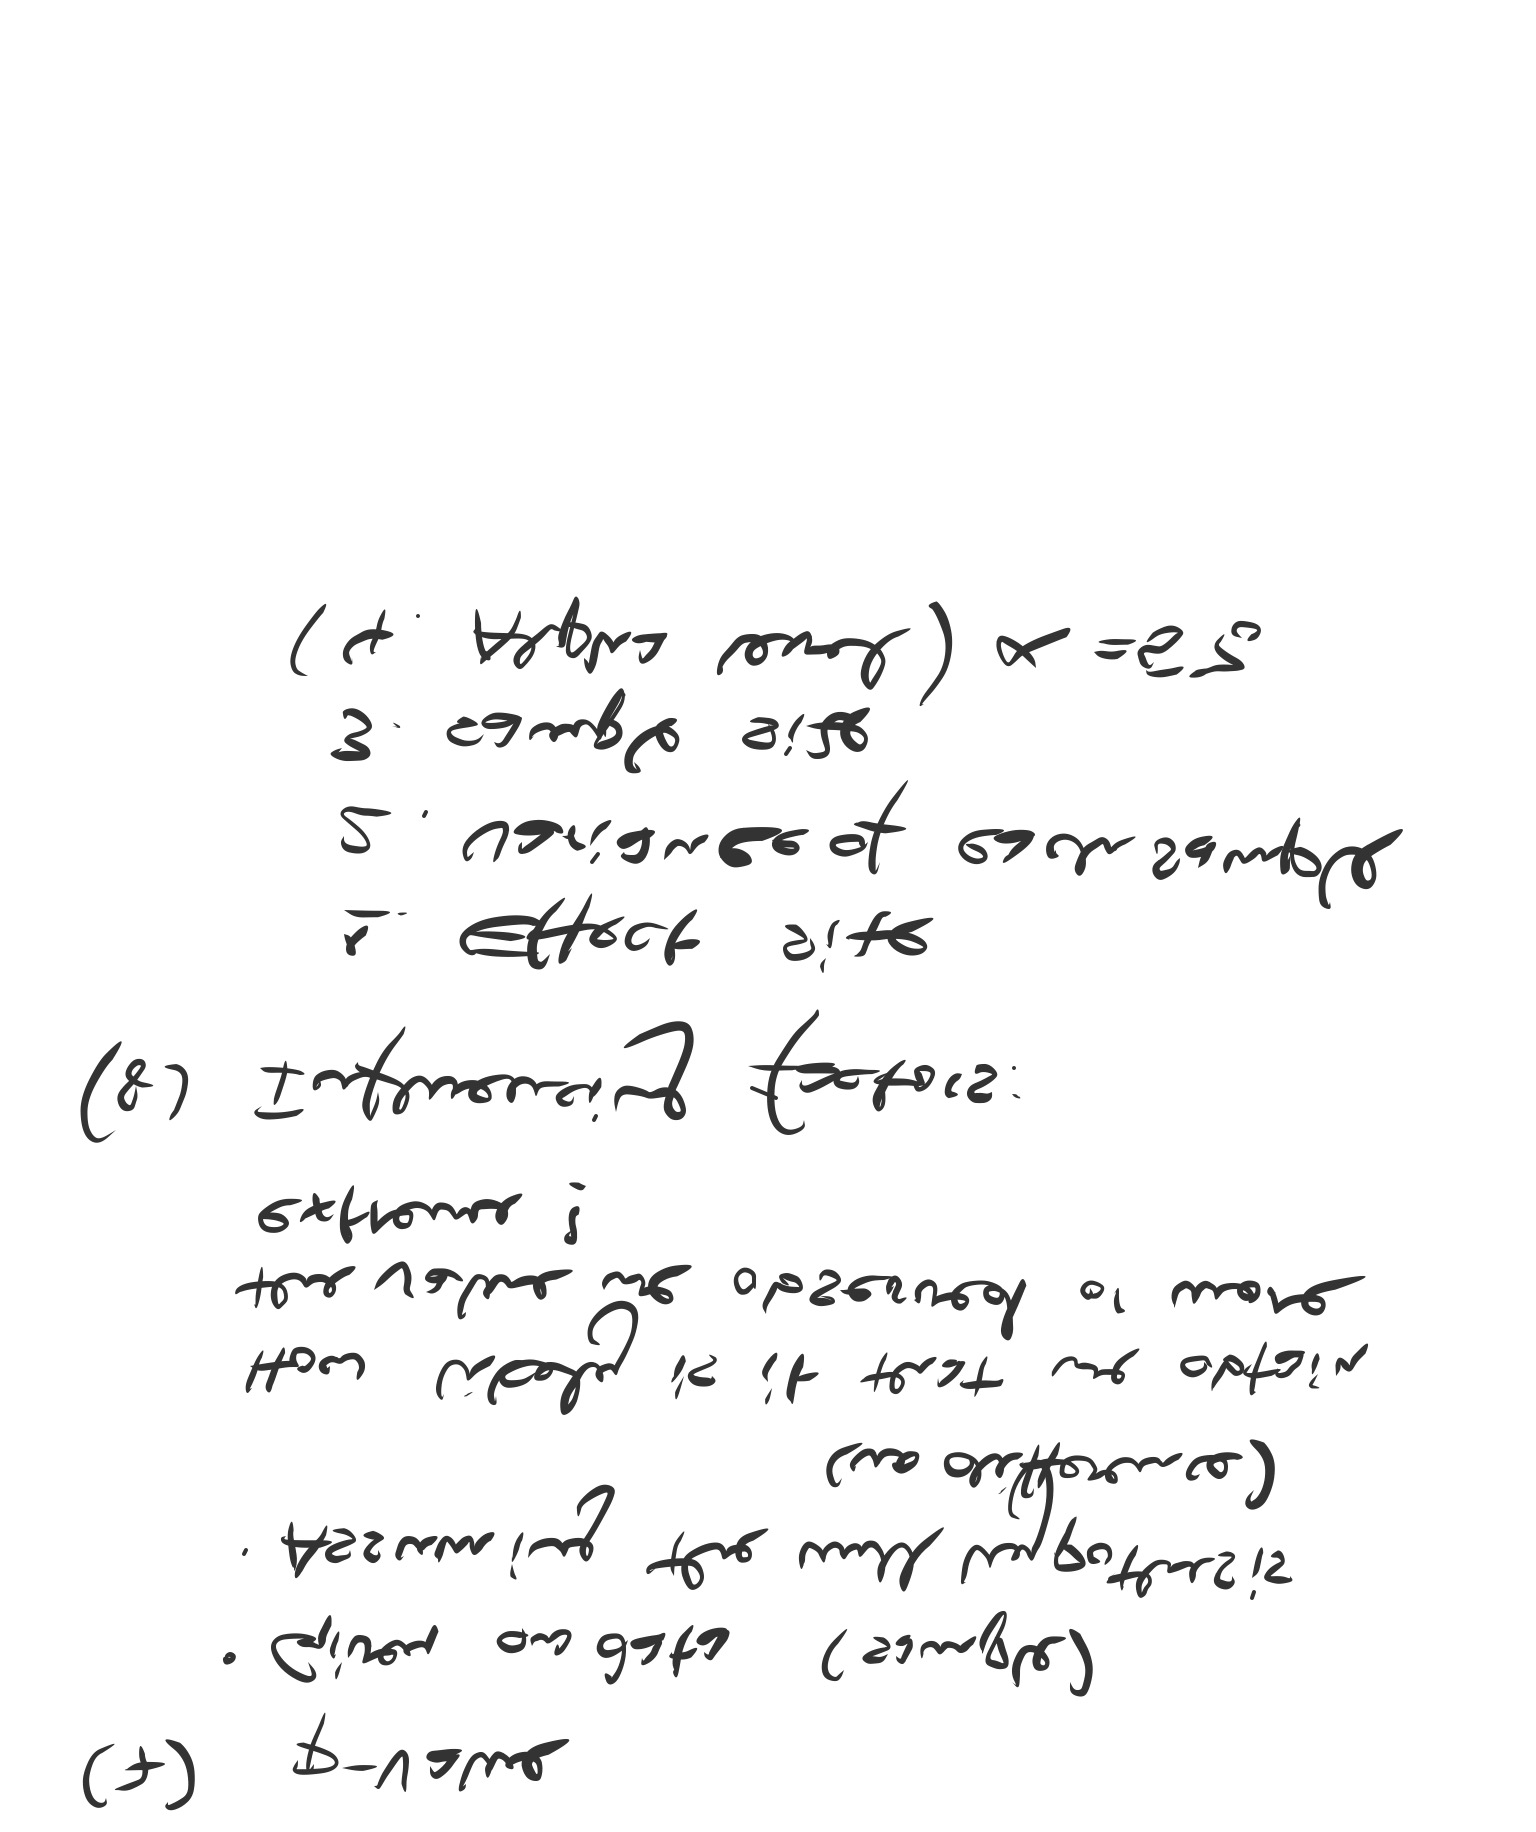 (7) p-value
· Given our data (sample)
· Assuming the null hypothesis
(no difference)
How likely is it that we obtain
the value we observed or more
extreme?
(8) Influencing factors:
1. Effect size
2. Variance of each sample
3. sample size
(4. Alpha level) α = 5%